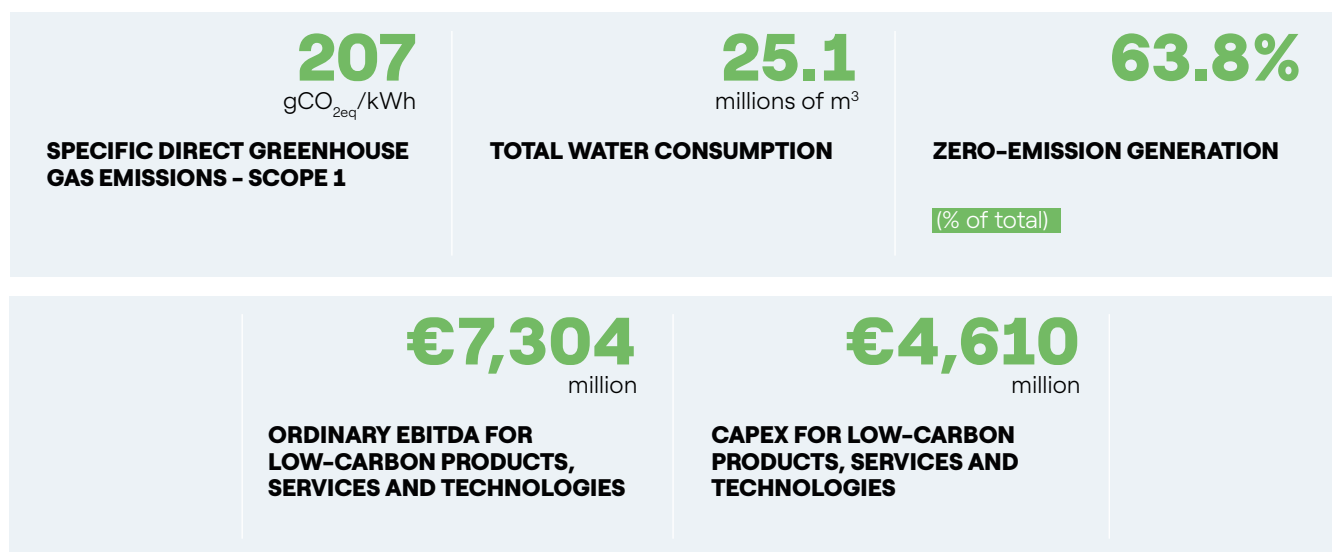 207
gCO2eq/kWh
SPECIFIC DIRECT GREENHOUSE
GAS EMISSIONS – SCOPE 1
25.1
millions of m³
TOTAL WATER CONSUMPTION
63.8%
ZERO-EMISSION GENERATION
(% of total)
€7,304
million
ORDINARY EBITDA FOR
LOW-CARBON PRODUCTS,
SERVICES AND TECHNOLOGIES
€4,610
million
CAPEX FOR LOW-CARBON
PRODUCTS, SERVICES AND
TECHNOLOGIES